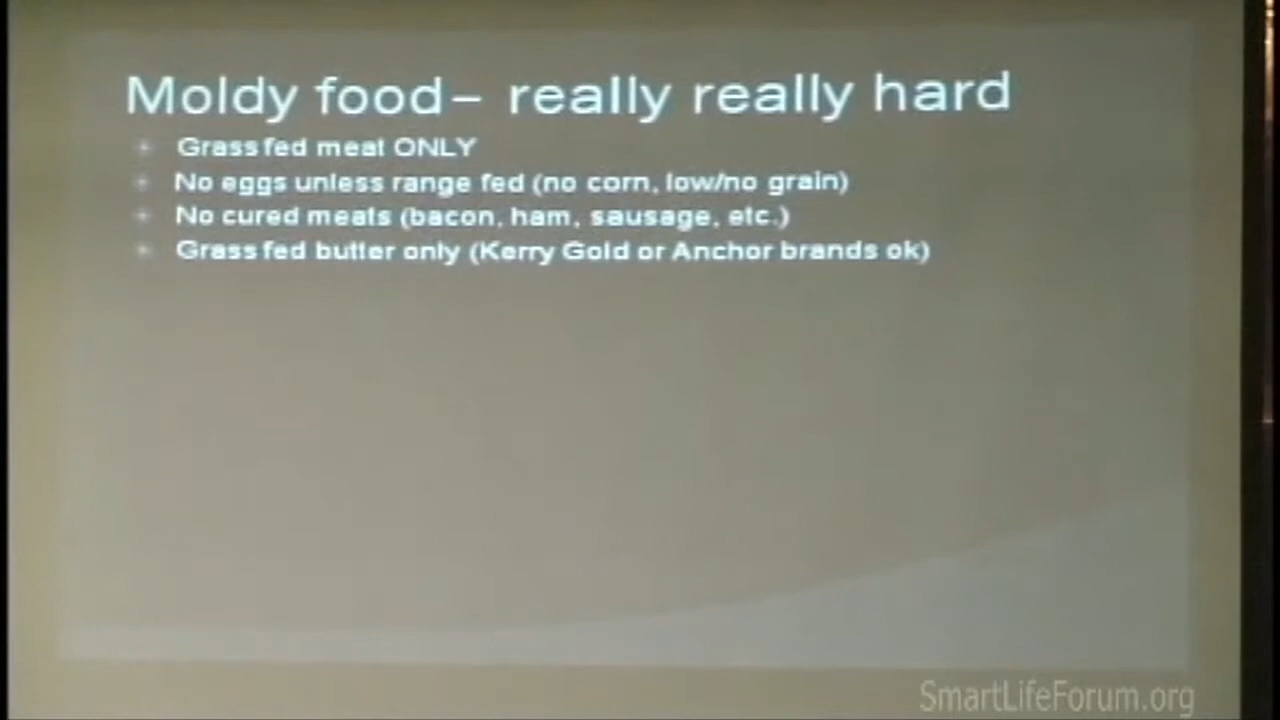 Moldy food – really really hard
Grass fed meat ONLY
No eggs unless range fed (no corn, low/no grain)
No cured meats (bacon, ham, sausage, etc.)
Grass fed butter only (Kerry Gold or Anchor brands ok)
SmartLifeForum.org